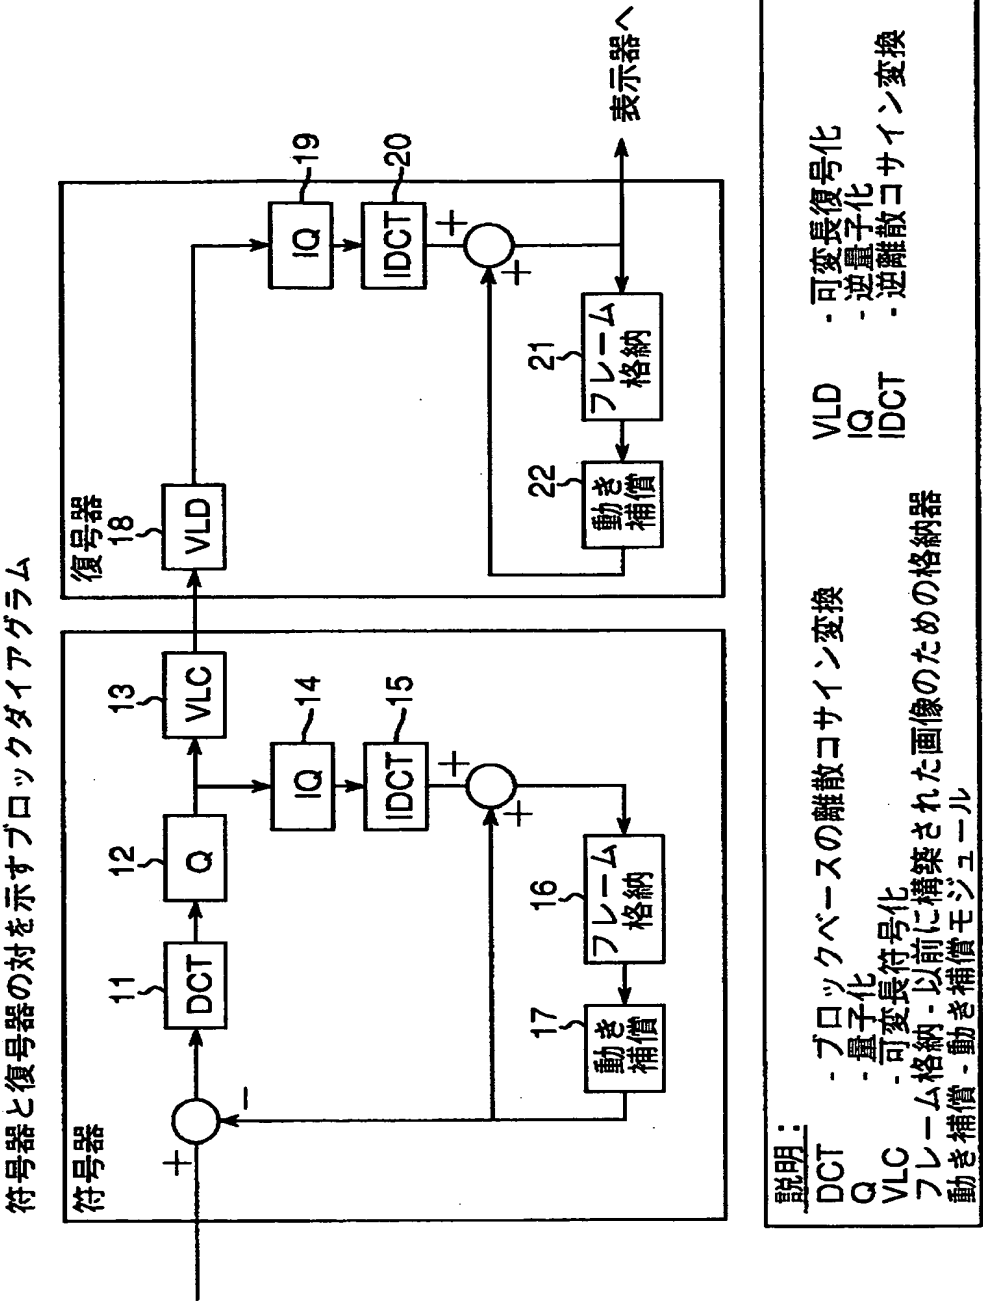 符号器と復号器の対を示すブロックダイアグラム
符号器
+
-
11
DCT
12
Q
13
VLC
14
IQ
15
IDCT
+
+
16
フレーム
格納
17
動き
補償
復号器
18
VLD
19
IQ
20
IDCT
+
+
21
フレーム
格納
22
動き
補償
表示器へ
説明：
DCT - ブロックベースの離散コサイン変換
Q - 量子化
VLC - 可変長符号化
フレーム格納 - 以前に構築された画像のための格納器
動き補償 - 動き補償モジュール
VLD - 可変長復号化
IQ - 逆量子化
IDCT - 逆離散コサイン変換